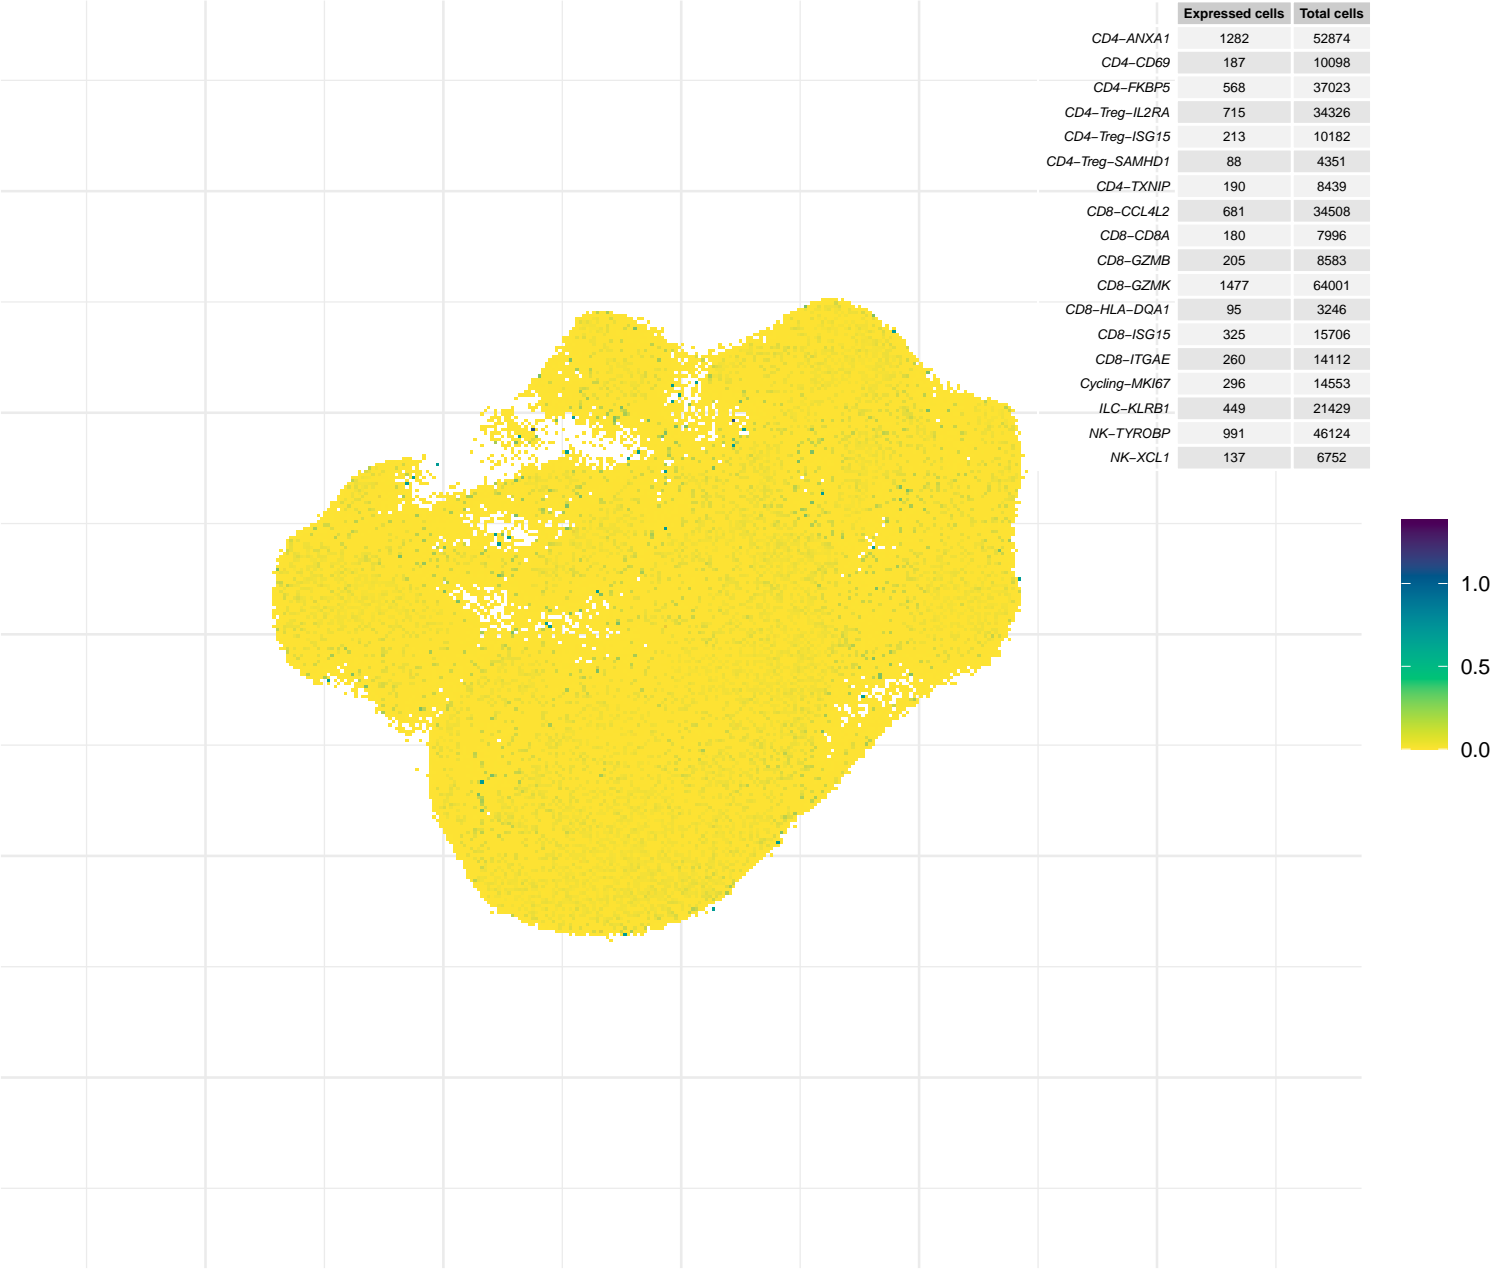 Expressed cells Total cells
CD4−ANXA1 1282 52874
CD4−CD69 187 10098
CD4−FKBP5 568 37023
CD4−Treg−IL2RA 715 34326
CD4−Treg−ISG15 213 10182
CD4−Treg−SAMHD1 88 4351
CD4−TXNIP 190 8439
CD8−CCL4L2 681 34508
CD8−CD8A 180 7996
CD8−GZMB 205 8583
CD8−GZMK 1477 64001
CD8−HLA−DQA1 95 3246
CD8−ISG15 325 15706
CD8−ITGAE 260 14112
Cycling−MKI67 296 14553
ILC−KLRB1 449 21429
NK−TYROBP 991 46124
NK−XCL1 137 6752
1.0
0.5
0.0